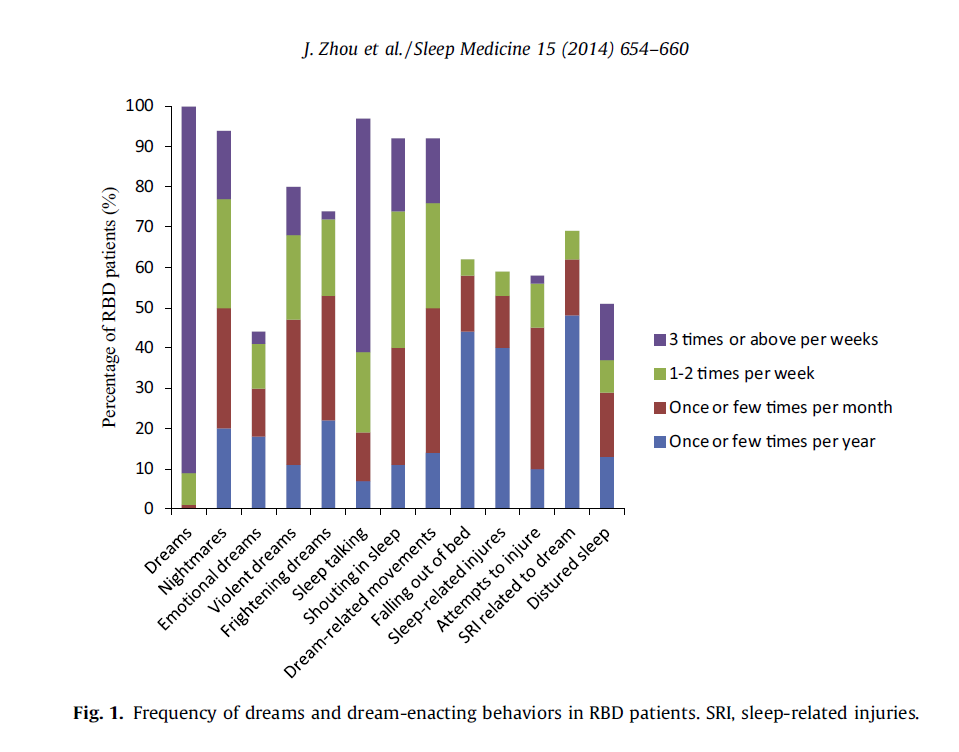 J. Zhou et al./Sleep Medicine 15 (2014) 654–660
Percentage of RBD patients (%)
100
90
80
70
60
50
40
30
20
10
0
Dreams
Nightmares
Emotional dreams
Violent dreams
Frightening dreams
Sleep talking
Shouting in sleep
Dream-related movements
Falling out of bed
Sleep-related injures
Attempts to injure
SRI related to dream
Distured sleep
3 times or above per weeks
1-2 times per week
Once or few times per month
Once or few times per year
Fig. 1. Frequency of dreams and dream-enacting behaviors in RBD patients. SRI, sleep-related injuries.